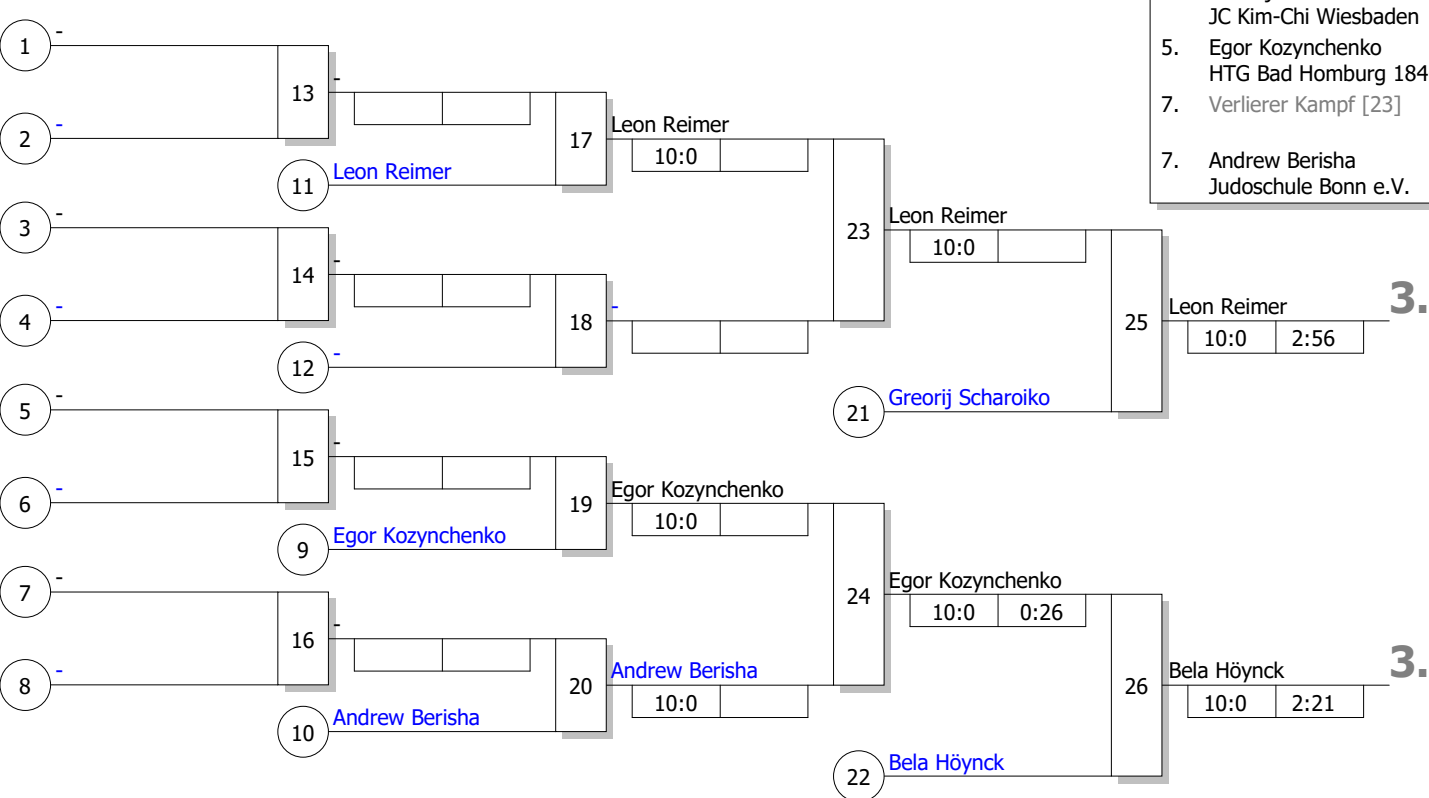 JC Kim-Chi Wiesbaden
5. Egor Kozynchenko
HTG Bad Homburg 184
7. Verlierer Kampf [23]
7. Andrew Berisha
Judoschule Bonn e.V.
1 -
2 -
13 -
11 Leon Reimer
17 Leon Reimer
10:0
3 -
4 -
14 -
12 -
18 -
23 Leon Reimer
10:0
21 Greorij Scharoiko
25 Leon Reimer 3.
10:0 2:56
5 -
6 -
15 -
9 Egor Kozynchenko
19 Egor Kozynchenko
10:0
7 -
8 -
16 -
10 Andrew Berisha
20 Andrew Berisha
10:0
24 Egor Kozynchenko
10:0 0:26
22 Bela Höynck
26 Bela Höynck 3.
10:0 2:21